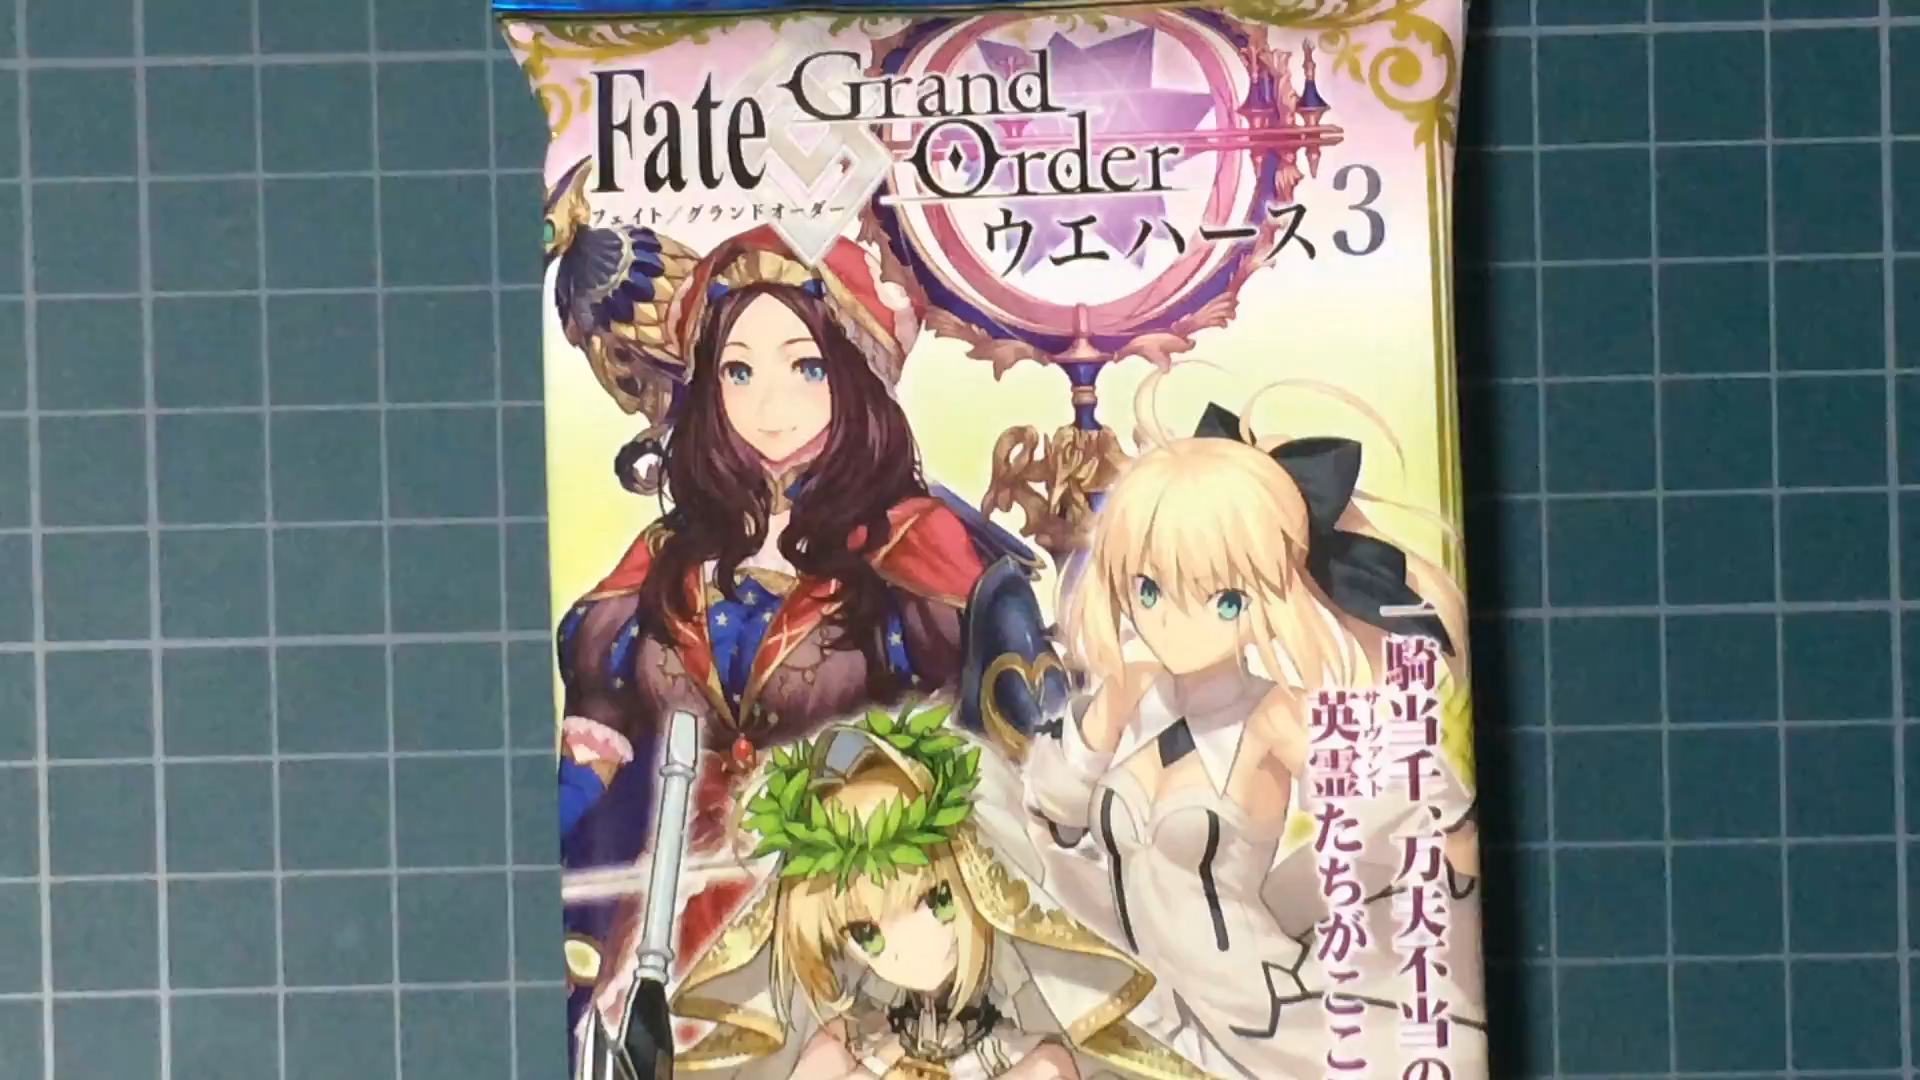 Fate
Grand
Order
フェイト/グランドオーダー
ウエハース3
一騎当千、万夫不当の
英霊たちがここ
サーヴァント